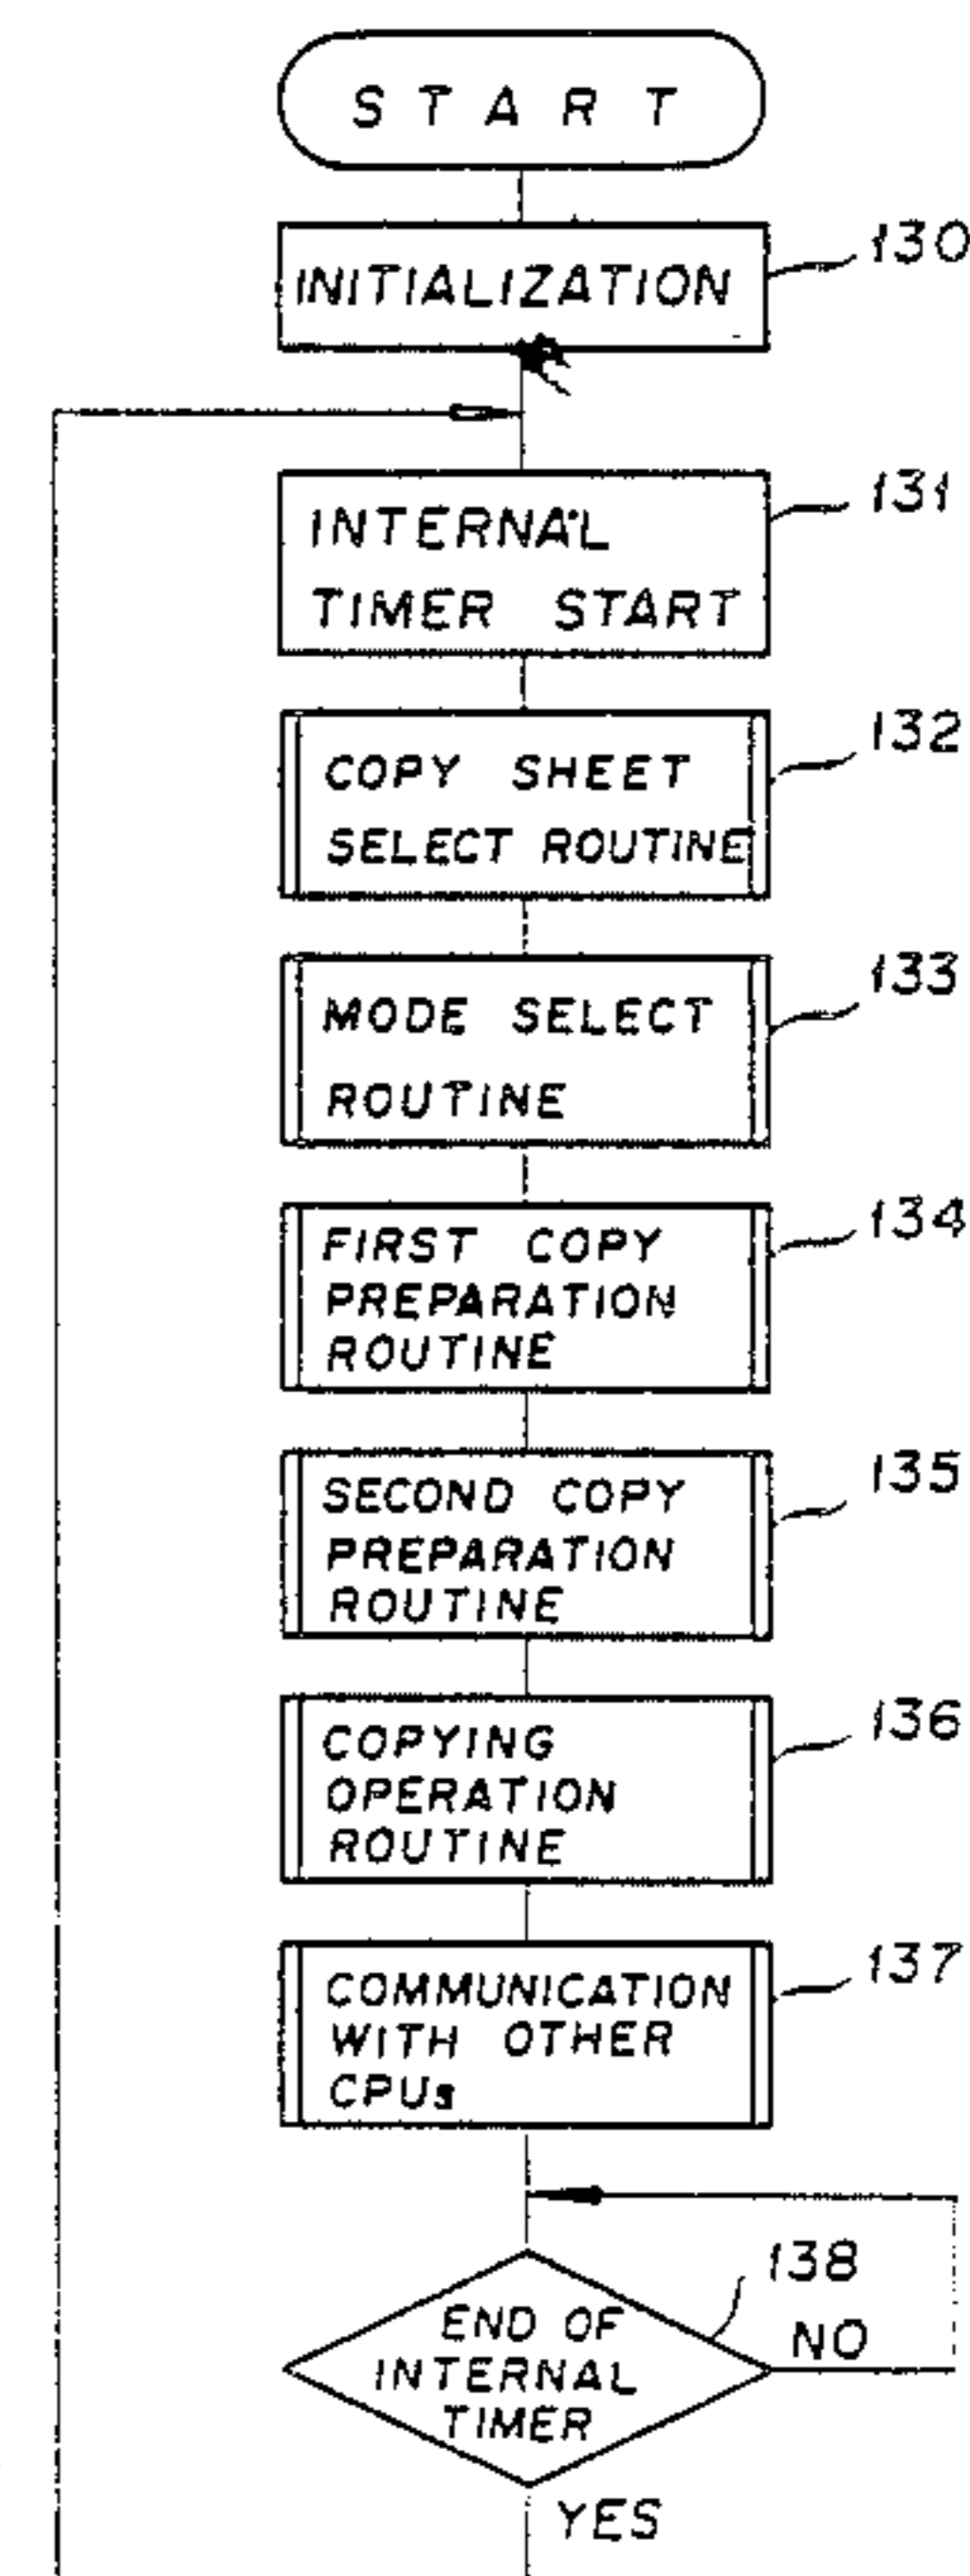 START
INITIALIZATION
130
INTERNAL
TIMER START
131
COPY SHEET
SELECT ROUTINE
132
MODE SELECT
ROUTINE
133
FIRST COPY
PREPARATION
ROUTINE
134
SECOND COPY
PREPARATION
ROUTINE
135
COPYING
OPERATION
ROUTINE
136
COMMUNICATION
WITH OTHER
CPUs
137
END OF
INTERNAL
TIMER
138
NO
YES